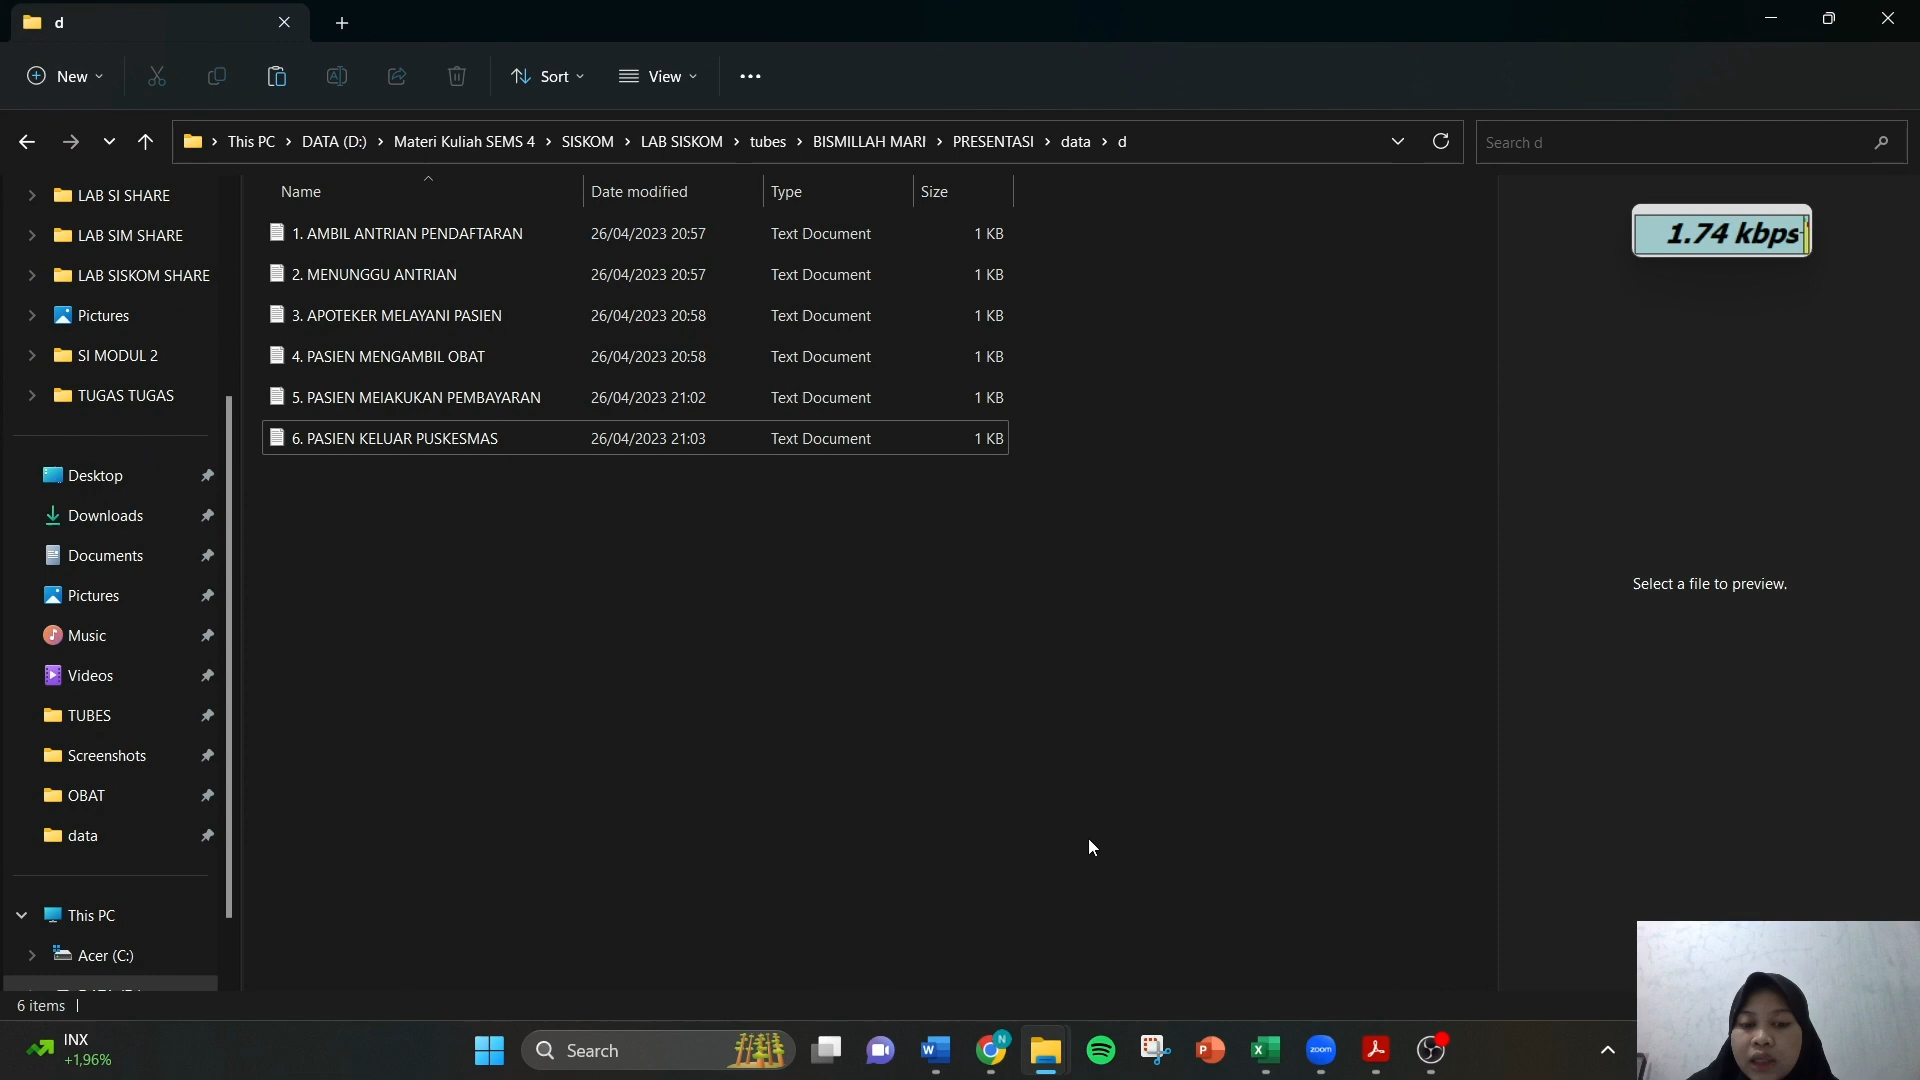 d
New
Sort
View
This PC > DATA (D:) > Materi Kuliah SEMS 4 > SISKOM > LAB SISKOM > tubes > BISMILLAH MARI > PRESENTASI > data > d
Search d
Name Date modified Type Size
1. AMBIL ANTRIAN PENDAFTARAN 26/04/2023 20:57 Text Document 1 KB
2. MENUNGGU ANTRIAN 26/04/2023 20:57 Text Document 1 KB
3. APOTEKER MELAYANI PASIEN 26/04/2023 20:58 Text Document 1 KB
4. PASIEN MENGAMBIL OBAT 26/04/2023 20:58 Text Document 1 KB
5. PASIEN MEIAKUKAN PEMBAYARAN 26/04/2023 21:02 Text Document 1 KB
6. PASIEN KELUAR PUSKESMAS 26/04/2023 21:03 Text Document 1 KB
LAB SI SHARE
LAB SIM SHARE
LAB SISKOM SHARE
Pictures
SI MODUL 2
TUGAS TUGAS
Desktop
Downloads
Documents
Pictures
Music
Videos
TUBES
Screenshots
OBAT
data
This PC
Acer (C:)
1.74 kbps
Select a file to preview.
6 items
INX
+1,96%
Search
N
zoom